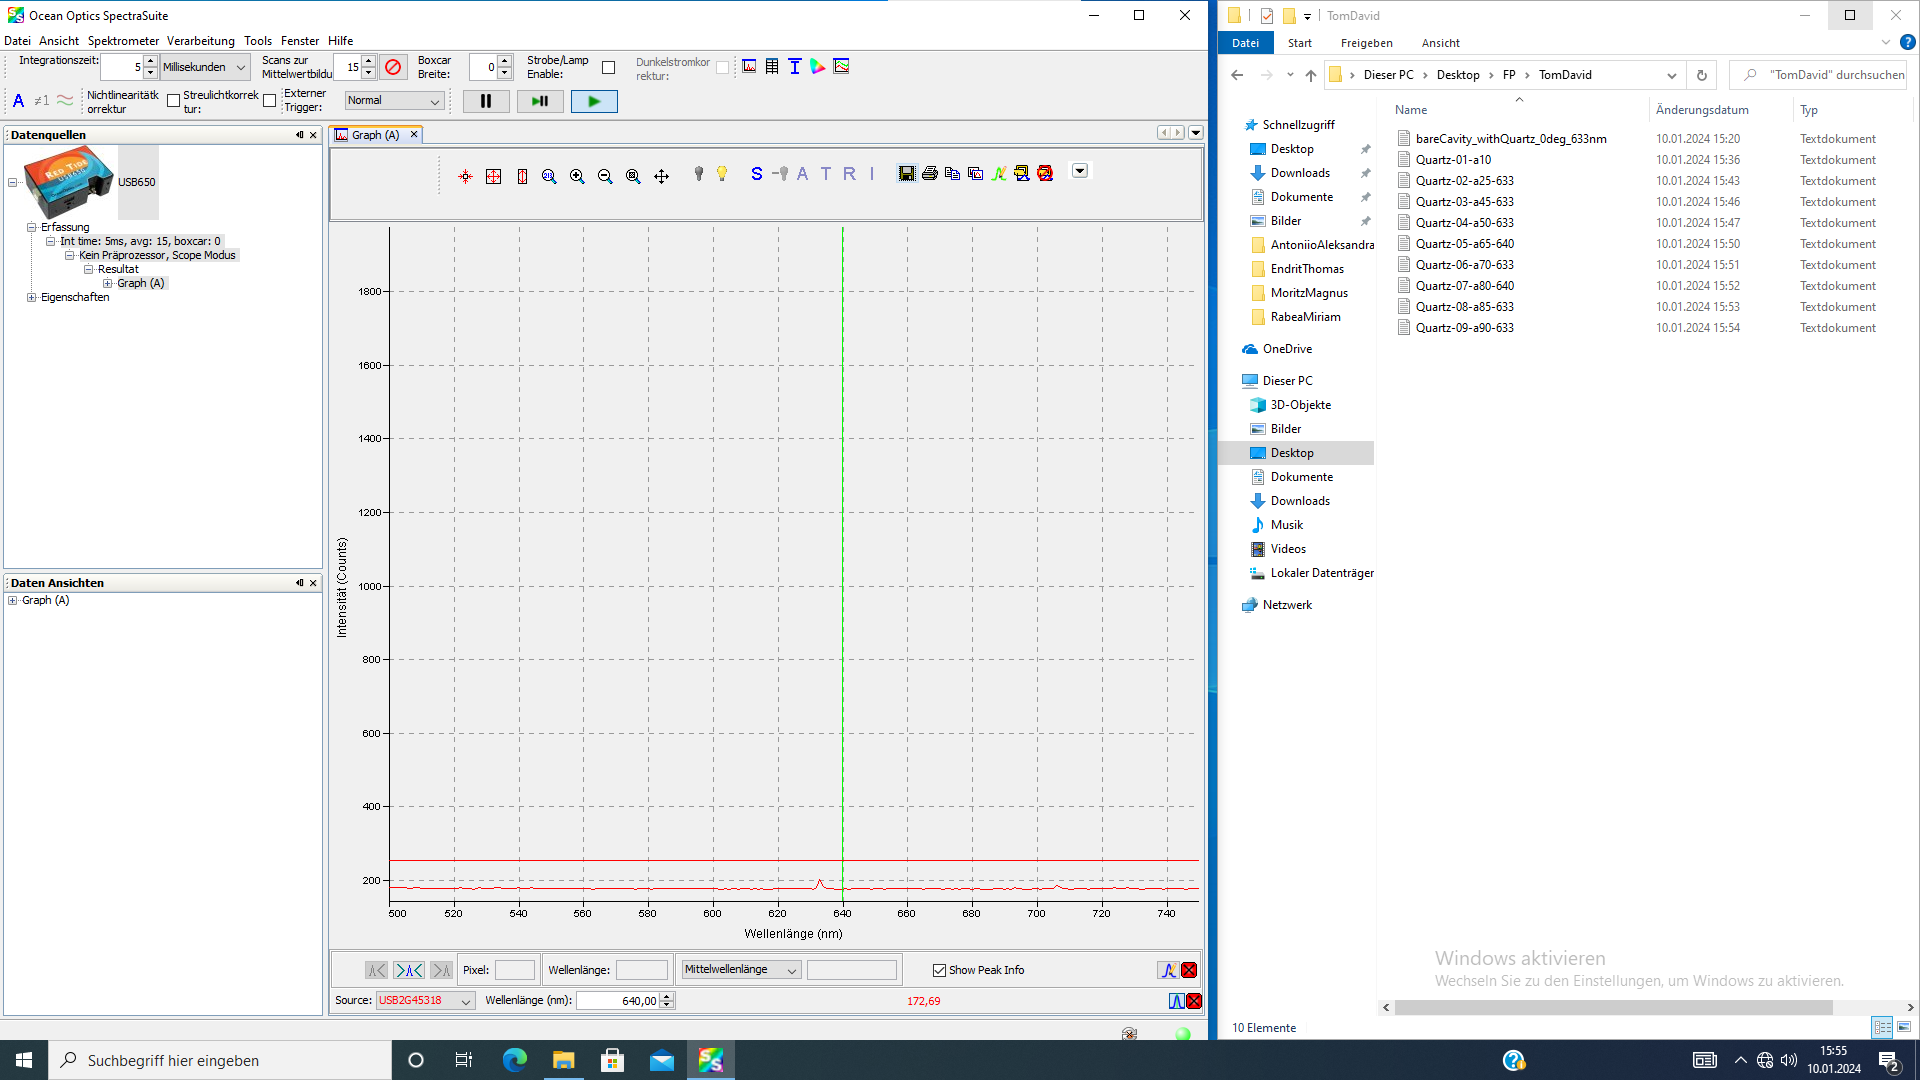 Ocean Optics SpectraSuite
Datei Ansicht Spektrometer Verarbeitung Tools Fenster Hilfe
Integrationszeit: 5 Millisekunden
Scans zur Mittelwertbildu 15
Boxcar Breite: 0
Strobe/Lamp Enable:
Dunkelstromkor rektur:
A ≠1
Nichtlinearitätk orrektur
Streulichtkorrek tur:
Externer Trigger: Normal
Datenquellen
USB650
Erfassung
Int time: 5ms, avg: 15, boxcar: 0
Kein Präprozessor, Scope Modus
Resultat
Graph (A)
Eigenschaften
Daten Ansichten
Graph (A)
Graph (A)
S A T R I
Intensität (Counts)
1800
1600
1400
1200
1000
800
600
400
200
500 520 540 560 580 600 620 640 660 680 700 720 740
Wellenlänge (nm)
Pixel: Wellenlänge: Mittelwellenlänge Show Peak Info
Source: USB2G45318 Wellenlänge (nm): 640,00 172,69
TomDavid
Datei Start Freigeben Ansicht
Dieser PC Desktop FP TomDavid
"TomDavid" durchsuchen
Schnellzugriff
Desktop
Downloads
Dokumente
Bilder
AntoniioAleksandra
EndritThomas
MoritzMagnus
RabeaMiriam
OneDrive
Dieser PC
3D-Objekte
Bilder
Desktop
Dokumente
Downloads
Musik
Videos
Lokaler Datenträger
Netzwerk
Name Änderungsdatum Typ
bareCavity_withQuartz_0deg_633nm 10.01.2024 15:20 Textdokument
Quartz-01-a10 10.01.2024 15:36 Textdokument
Quartz-02-a25-633 10.01.2024 15:43 Textdokument
Quartz-03-a45-633 10.01.2024 15:46 Textdokument
Quartz-04-a50-633 10.01.2024 15:47 Textdokument
Quartz-05-a65-640 10.01.2024 15:50 Textdokument
Quartz-06-a70-633 10.01.2024 15:51 Textdokument
Quartz-07-a80-640 10.01.2024 15:52 Textdokument
Quartz-08-a85-633 10.01.2024 15:53 Textdokument
Quartz-09-a90-633 10.01.2024 15:54 Textdokument
Windows aktivieren
Wechseln Sie zu den Einstellungen, um Windows zu aktivieren.
10 Elemente
Suchbegriff hier eingeben
15:55
10.01.2024
2